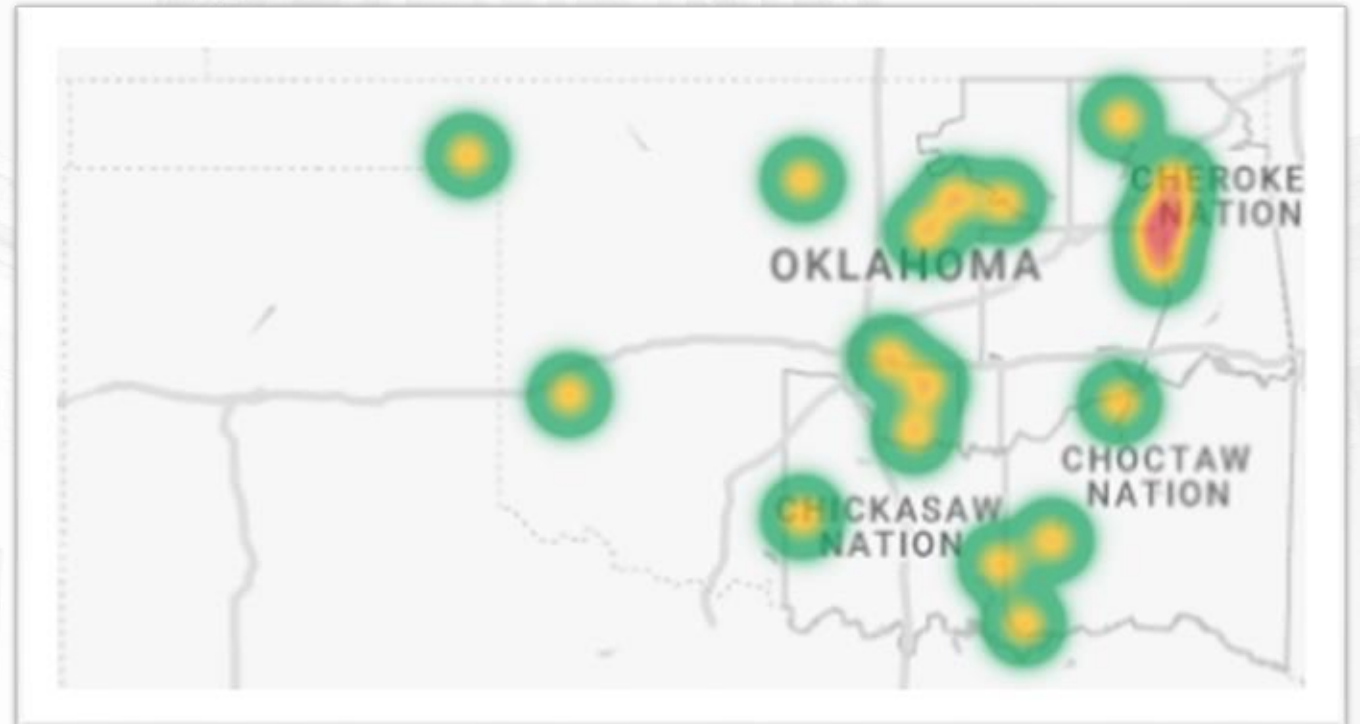 CHEROKE
NATION
OKLAHOMA
CHOCTAW
NATION
CHICKASAW
NATION